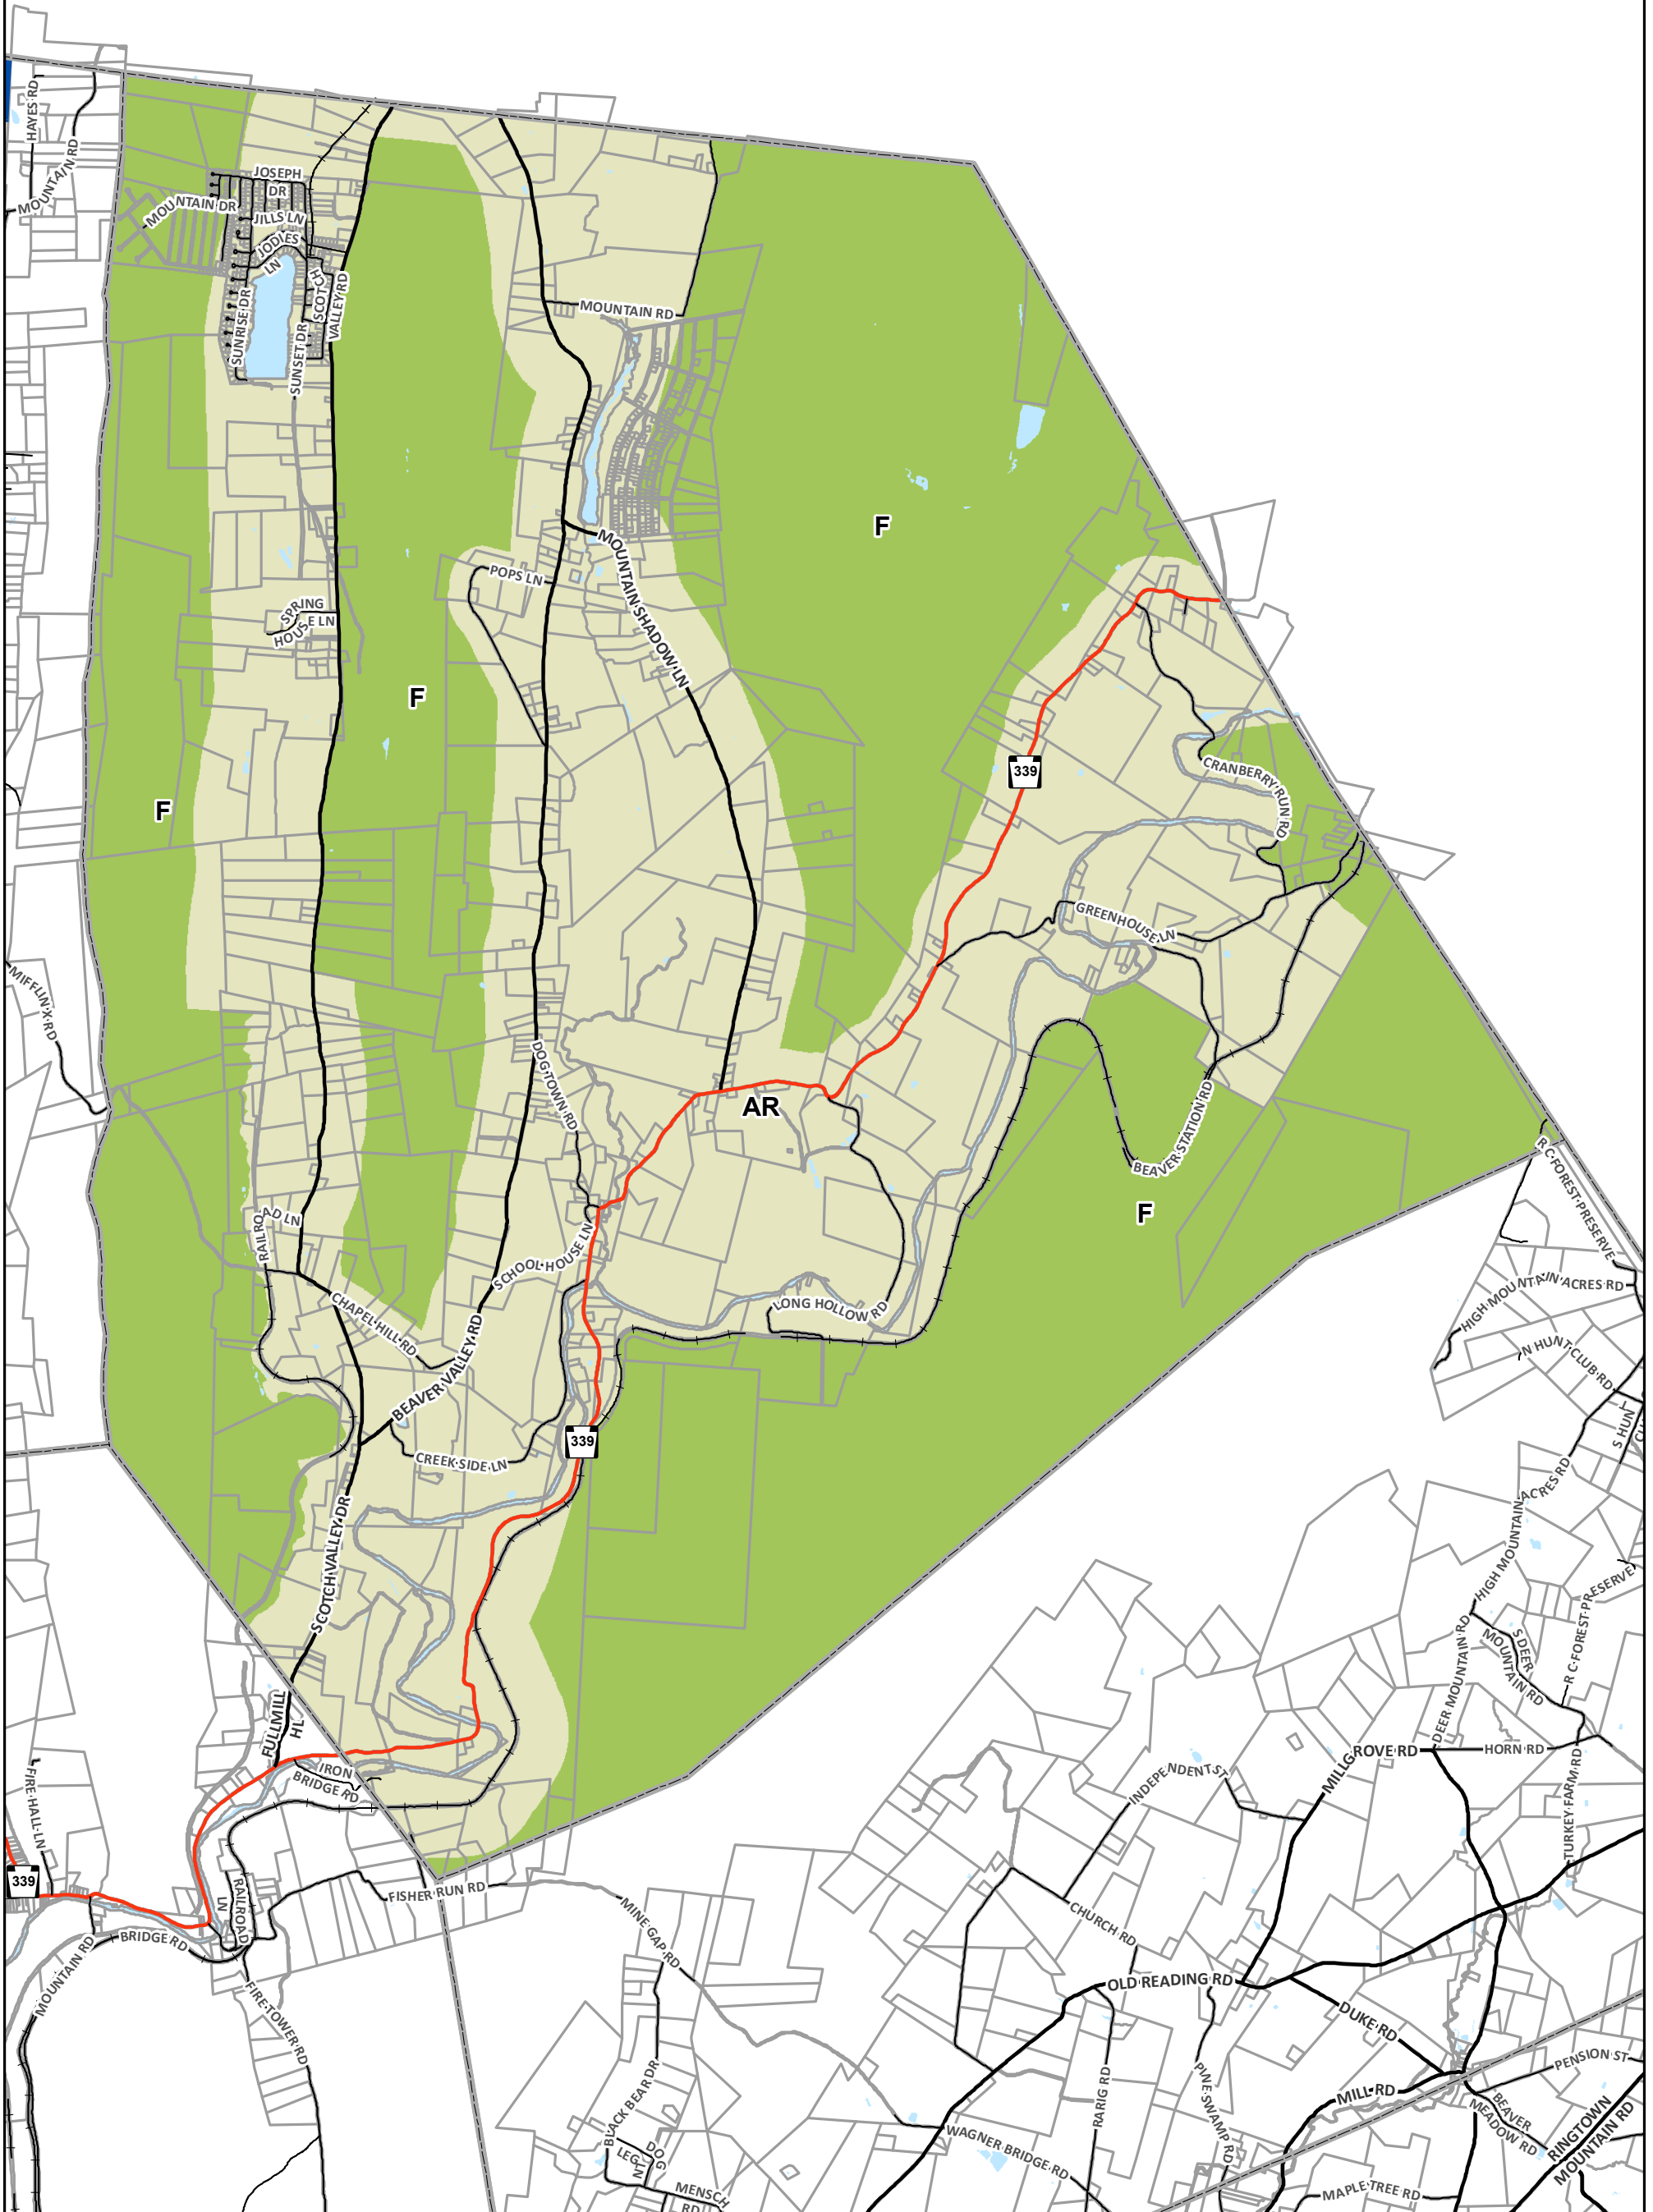 HAYES RD
MOUNTAIN RD
JOSEPH
DR
MOUNTAIN DR
JILLS LN
JODIES
LN
SCOTCH
VALLEY RD
SUNRISE DR
SUNSET DR
MOUNTAIN RD
F
POPS LN
MOUNTAIN SHADOW LN
SPRING
HOUSE LN
F
339
CRANBERRY RUN RD
F
GREENHOUSE LN
MIFFLIN X RD
DOG TOWN RD
AR
BEAVER STATION RD
F
RAILROAD LN
SCHOOL HOUSE LN
LONG HOLLOW RD
CHAPEL HILL RD
BEAVER VALLEY RD
R C FOREST PRESERVE
HIGH MOUNTAIN ACRES RD
N HUNT CLUB RD
S HUNT
339
CREEK SIDE LN
SCOTCH VALLEY DR
HIGH MOUNTAIN ACRES RD
R C FOREST PRESERVE
S DEER
MOUNTAIN RD
DEER MOUNTAIN RD
FULLMILL
HL
IRON
BRIDGE RD
MILLGROVE RD
HORN RD
INDEPENDENT ST
TURKEY FARM RD
FIRE HALL LN
339
FISHER RUN RD
RAILROAD
LN
BRIDGE RD
MOUNTAIN RD
MINE GAP RD
CHURCH RD
OLD READING RD
DUKE RD
FIRE TOWER RD
BLACK BEAR DR
DOG
LEG
LN
RARIG RD
PINE SWAMP RD
MILL RD
PENSION ST
BEAVER
MEADOW RD
RINGTOWN
MOUNTAIN RD
WAGNER BRIDGE RD
MAPLE TREE RD
MENSCH
RD